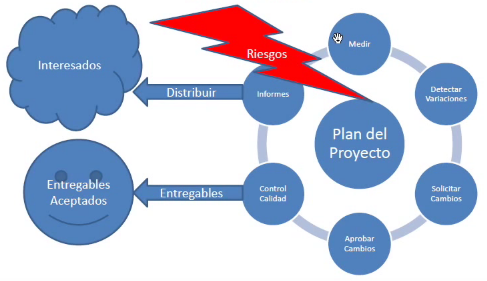 Interesados
Riesgos
Medir
Distribuir
Informes
Detectar
Variaciones
Plan del
Proyecto
Entregables
Aceptados
Entregables
Control
Calidad
Solicitar
Cambios
Aprobar
Cambios